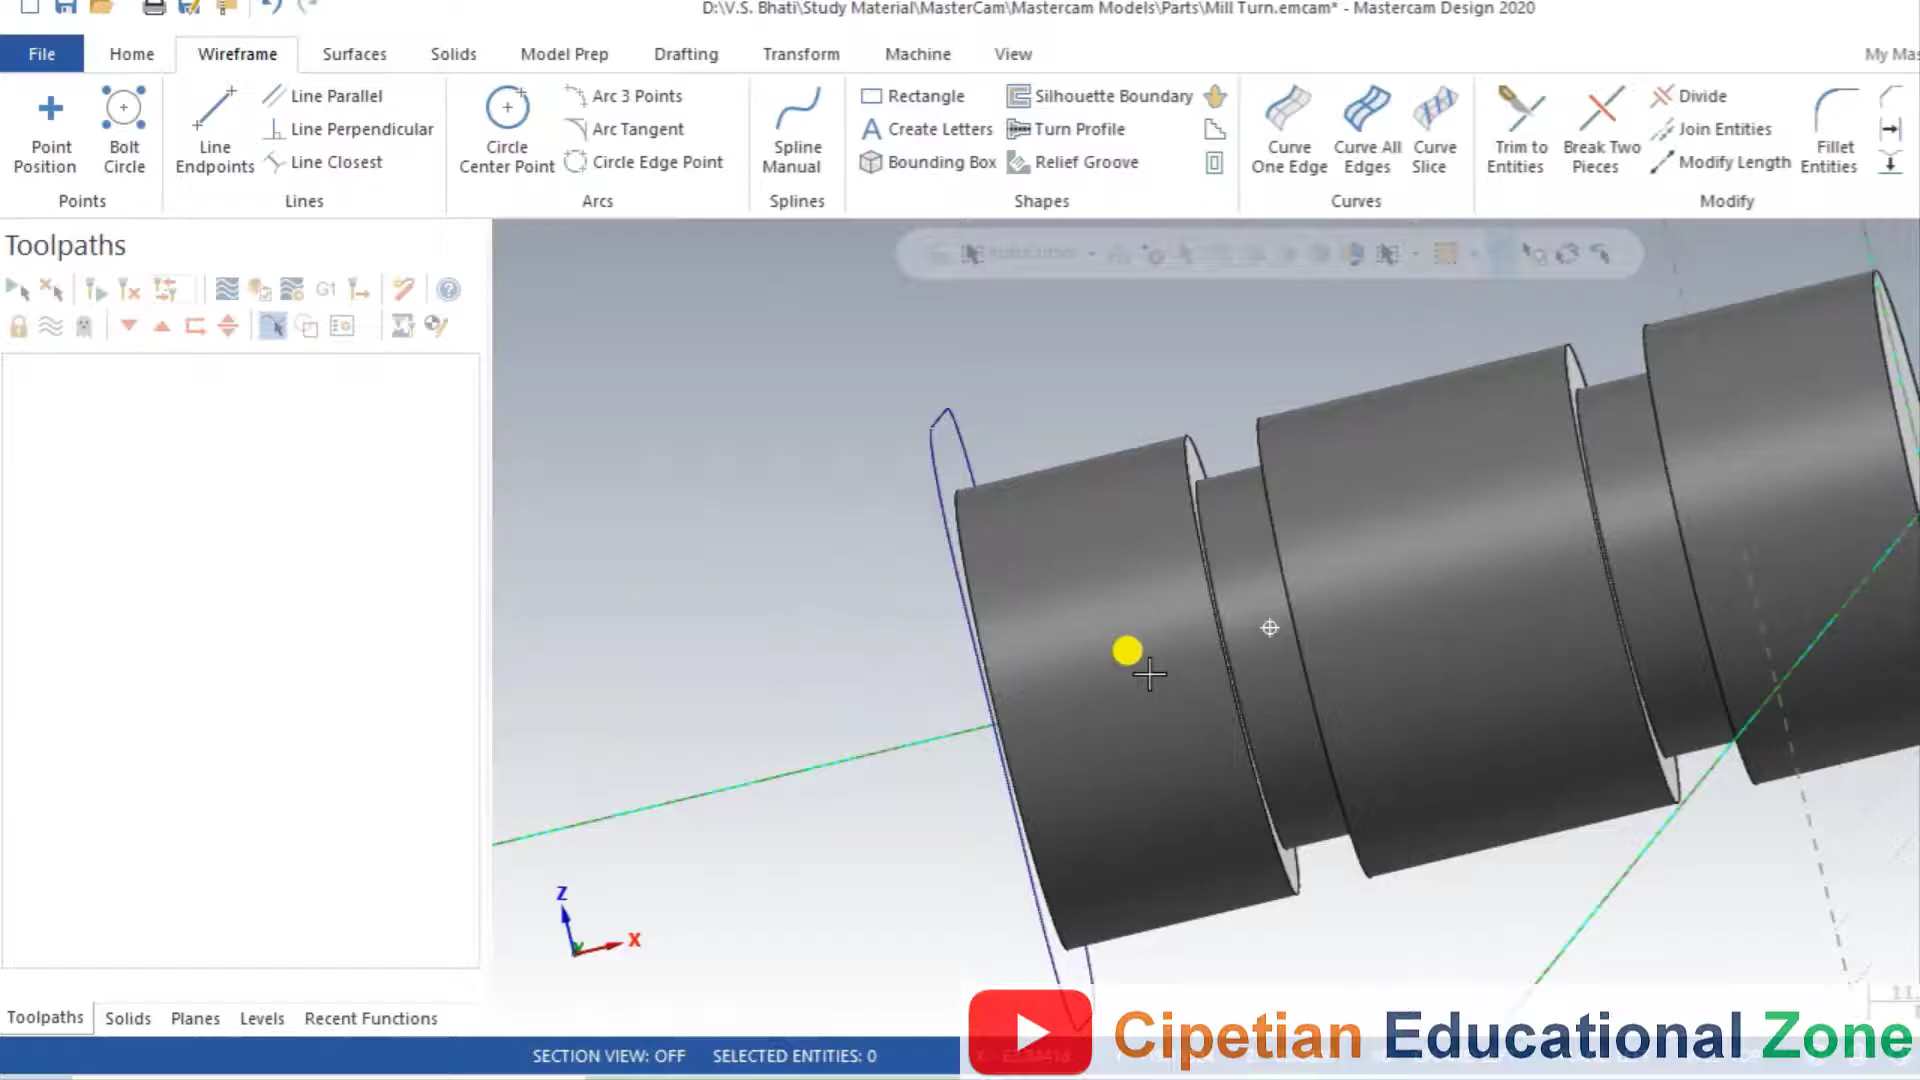 D:\V.S. Bhati\Study Material\MasterCam\Mastercam Models\Parts\Mill Turn.emcam* - Mastercam Design 2020
File Home Wireframe Surfaces Solids Model Prep Drafting Transform Machine View My Mas
Point Position
Bolt Circle
Points
Line Endpoints
Line Parallel
Line Perpendicular
Line Closest
Lines
Circle Center Point
Arc 3 Points
Arc Tangent
Circle Edge Point
Arcs
Spline Manual
Splines
Rectangle
Create Letters
Bounding Box
Silhouette Boundary
Turn Profile
Relief Groove
Shapes
Curve One Edge
Curve All Edges
Curve Slice
Curves
Trim to Entities
Break Two Pieces
Divide
Join Entities
Modify Length
Fillet Entities
Modify
Toolpaths
G1
Z
X
Toolpaths Solids Planes Levels Recent Functions
SECTION VIEW: OFF SELECTED ENTITIES: 0
Cipetian Educational Zone